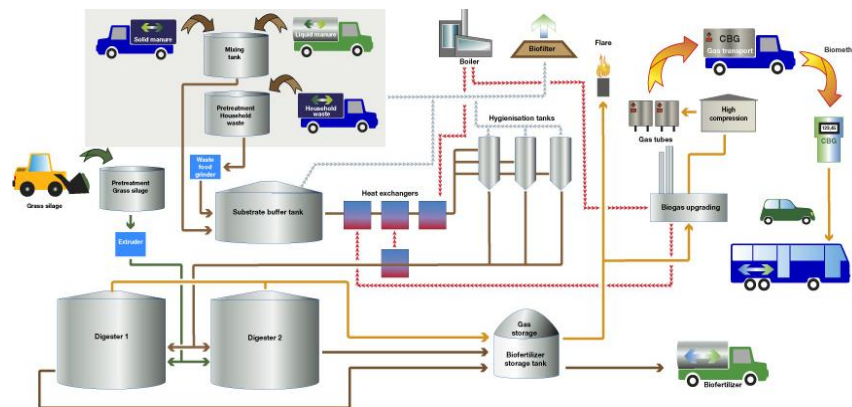 Solid manure
Mixing
tank
Liquid manure
Boiler
Biofilter
Flare
CBG
Gas transport
Biometh
Pretreatment
Household
waste
Household
waste
Hygienisation tanks
Gas tubes
High
compression
CBG
Waste
food
grinder
Grass silage
Pretreatment
Grass silage
Substrate buffer tank
Heat exchangers
Biogas upgrading
Extruder
Digester 1
Digester 2
Gas
storage
Biofertilizer
storage tank
Biofertilizer